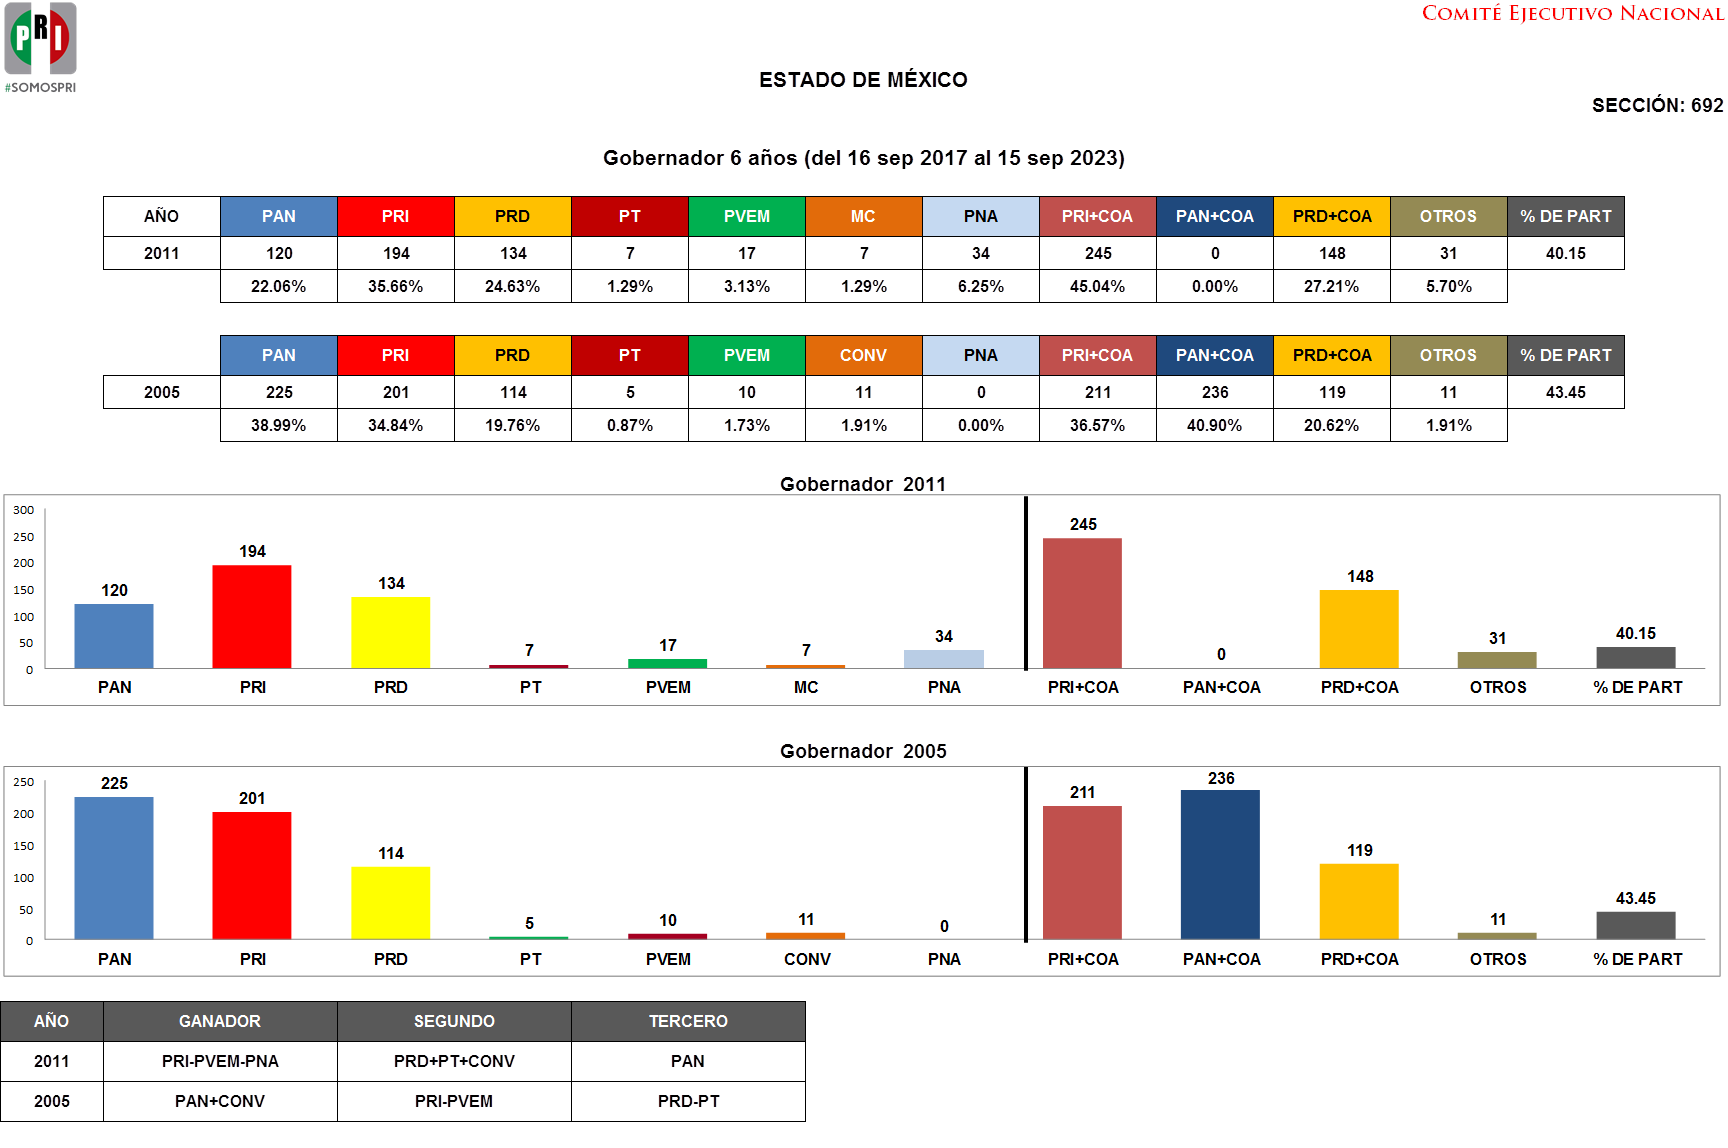 PRI
#SOMOSPRI
COMITÉ EJECUTIVO NACIONAL
ESTADO DE MÉXICO
SECCIÓN: 692
Gobernador 6 años (del 16 sep 2017 al 15 sep 2023)
AÑO PAN PRI PRD PT PVEM MC PNA PRI+COA PAN+COA PRD+COA OTROS % DE PART
2011 120 194 134 7 17 7 34 245 0 148 31 40.15
22.06% 35.66% 24.63% 1.29% 3.13% 1.29% 6.25% 45.04% 0.00% 27.21% 5.70%
PAN PRI PRD PT PVEM CONV PNA PRI+COA PAN+COA PRD+COA OTROS % DE PART
2005 225 201 114 5 10 11 0 211 236 119 11 43.45
38.99% 34.84% 19.76% 0.87% 1.73% 1.91% 0.00% 36.57% 40.90% 20.62% 1.91%
Gobernador 2011
300
250
200
150
100
50
0
120 194 134 7 17 7 34 245 0 148 31 40.15
PAN PRI PRD PT PVEM MC PNA PRI+COA PAN+COA PRD+COA OTROS % DE PART
Gobernador 2005
250
200
150
100
50
0
225 201 114 5 10 11 0 211 236 119 11 43.45
PAN PRI PRD PT PVEM CONV PNA PRI+COA PAN+COA PRD+COA OTROS % DE PART
AÑO GANADOR SEGUNDO TERCERO
2011 PRI-PVEM-PNA PRD+PT+CONV PAN
2005 PAN+CONV PRI-PVEM PRD-PT